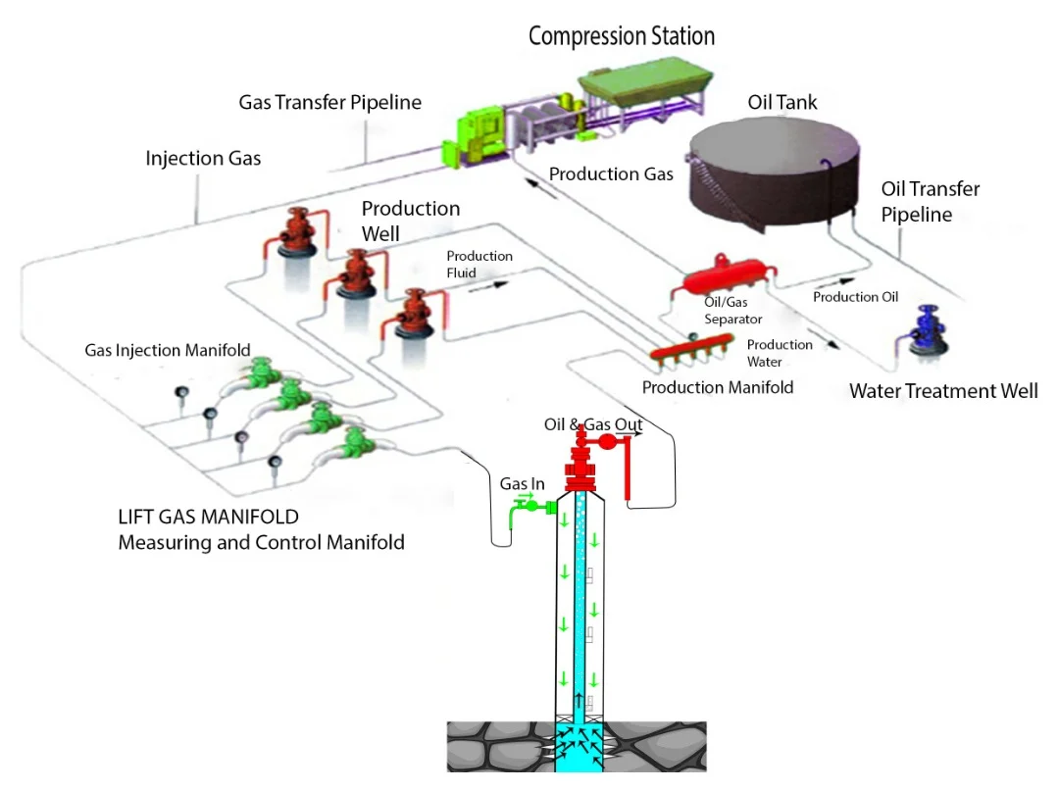 Compression Station
Gas Transfer Pipeline
Oil Tank
Injection Gas
Production Gas
Oil Transfer
Pipeline
Production
Well
Production
Fluid
Production Oil
Oil/Gas
Separator
Gas Injection Manifold
Production
Water
Production Manifold
Water Treatment Well
Oil & Gas Out
Gas In
LIFT GAS MANIFOLD
Measuring and Control Manifold